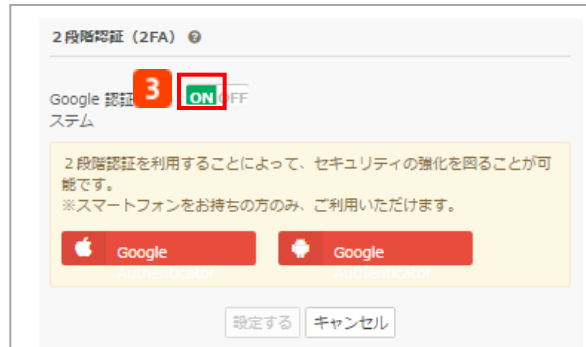 2段階認証（2FA）
Google 認証 3 ON OFF
ステム
２段階認証を利用することによって、セキュリティの強化を図ることが可
能です。
※スマートフォンをお持ちの方のみ、ご利用いただけます。
Google Google
Authenticator Authenticator
設定する キャンセル